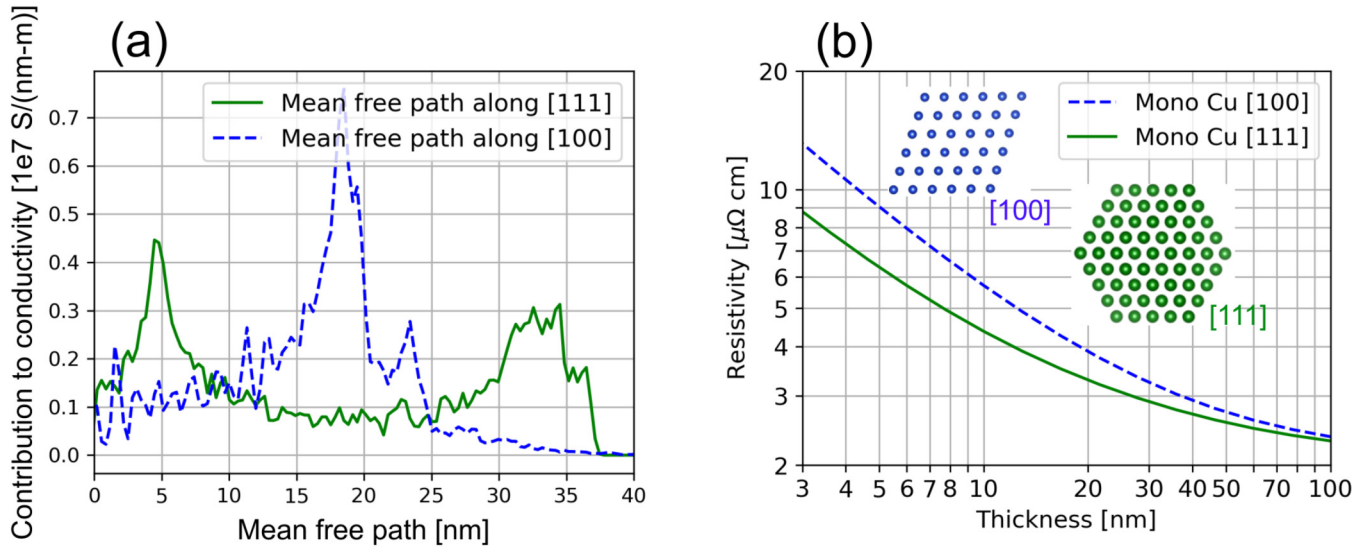 (a)
Contribution to conductivity [1e7 S/(nm-m)]
0.7
0.6
0.5
0.4
0.3
0.2
0.1
0.0
Mean free path along [111]
Mean free path along [100]
0 5 10 15 20 25 30 35 40
Mean free path [nm]
(b)
Resistivity [μΩ cm]
20
10
9
8
7
6
5
4
3
2
Mono Cu [100]
Mono Cu [111]
[100]
[111]
3 4 5 6 7 8 10 20 30 40 50 70 100
Thickness [nm]